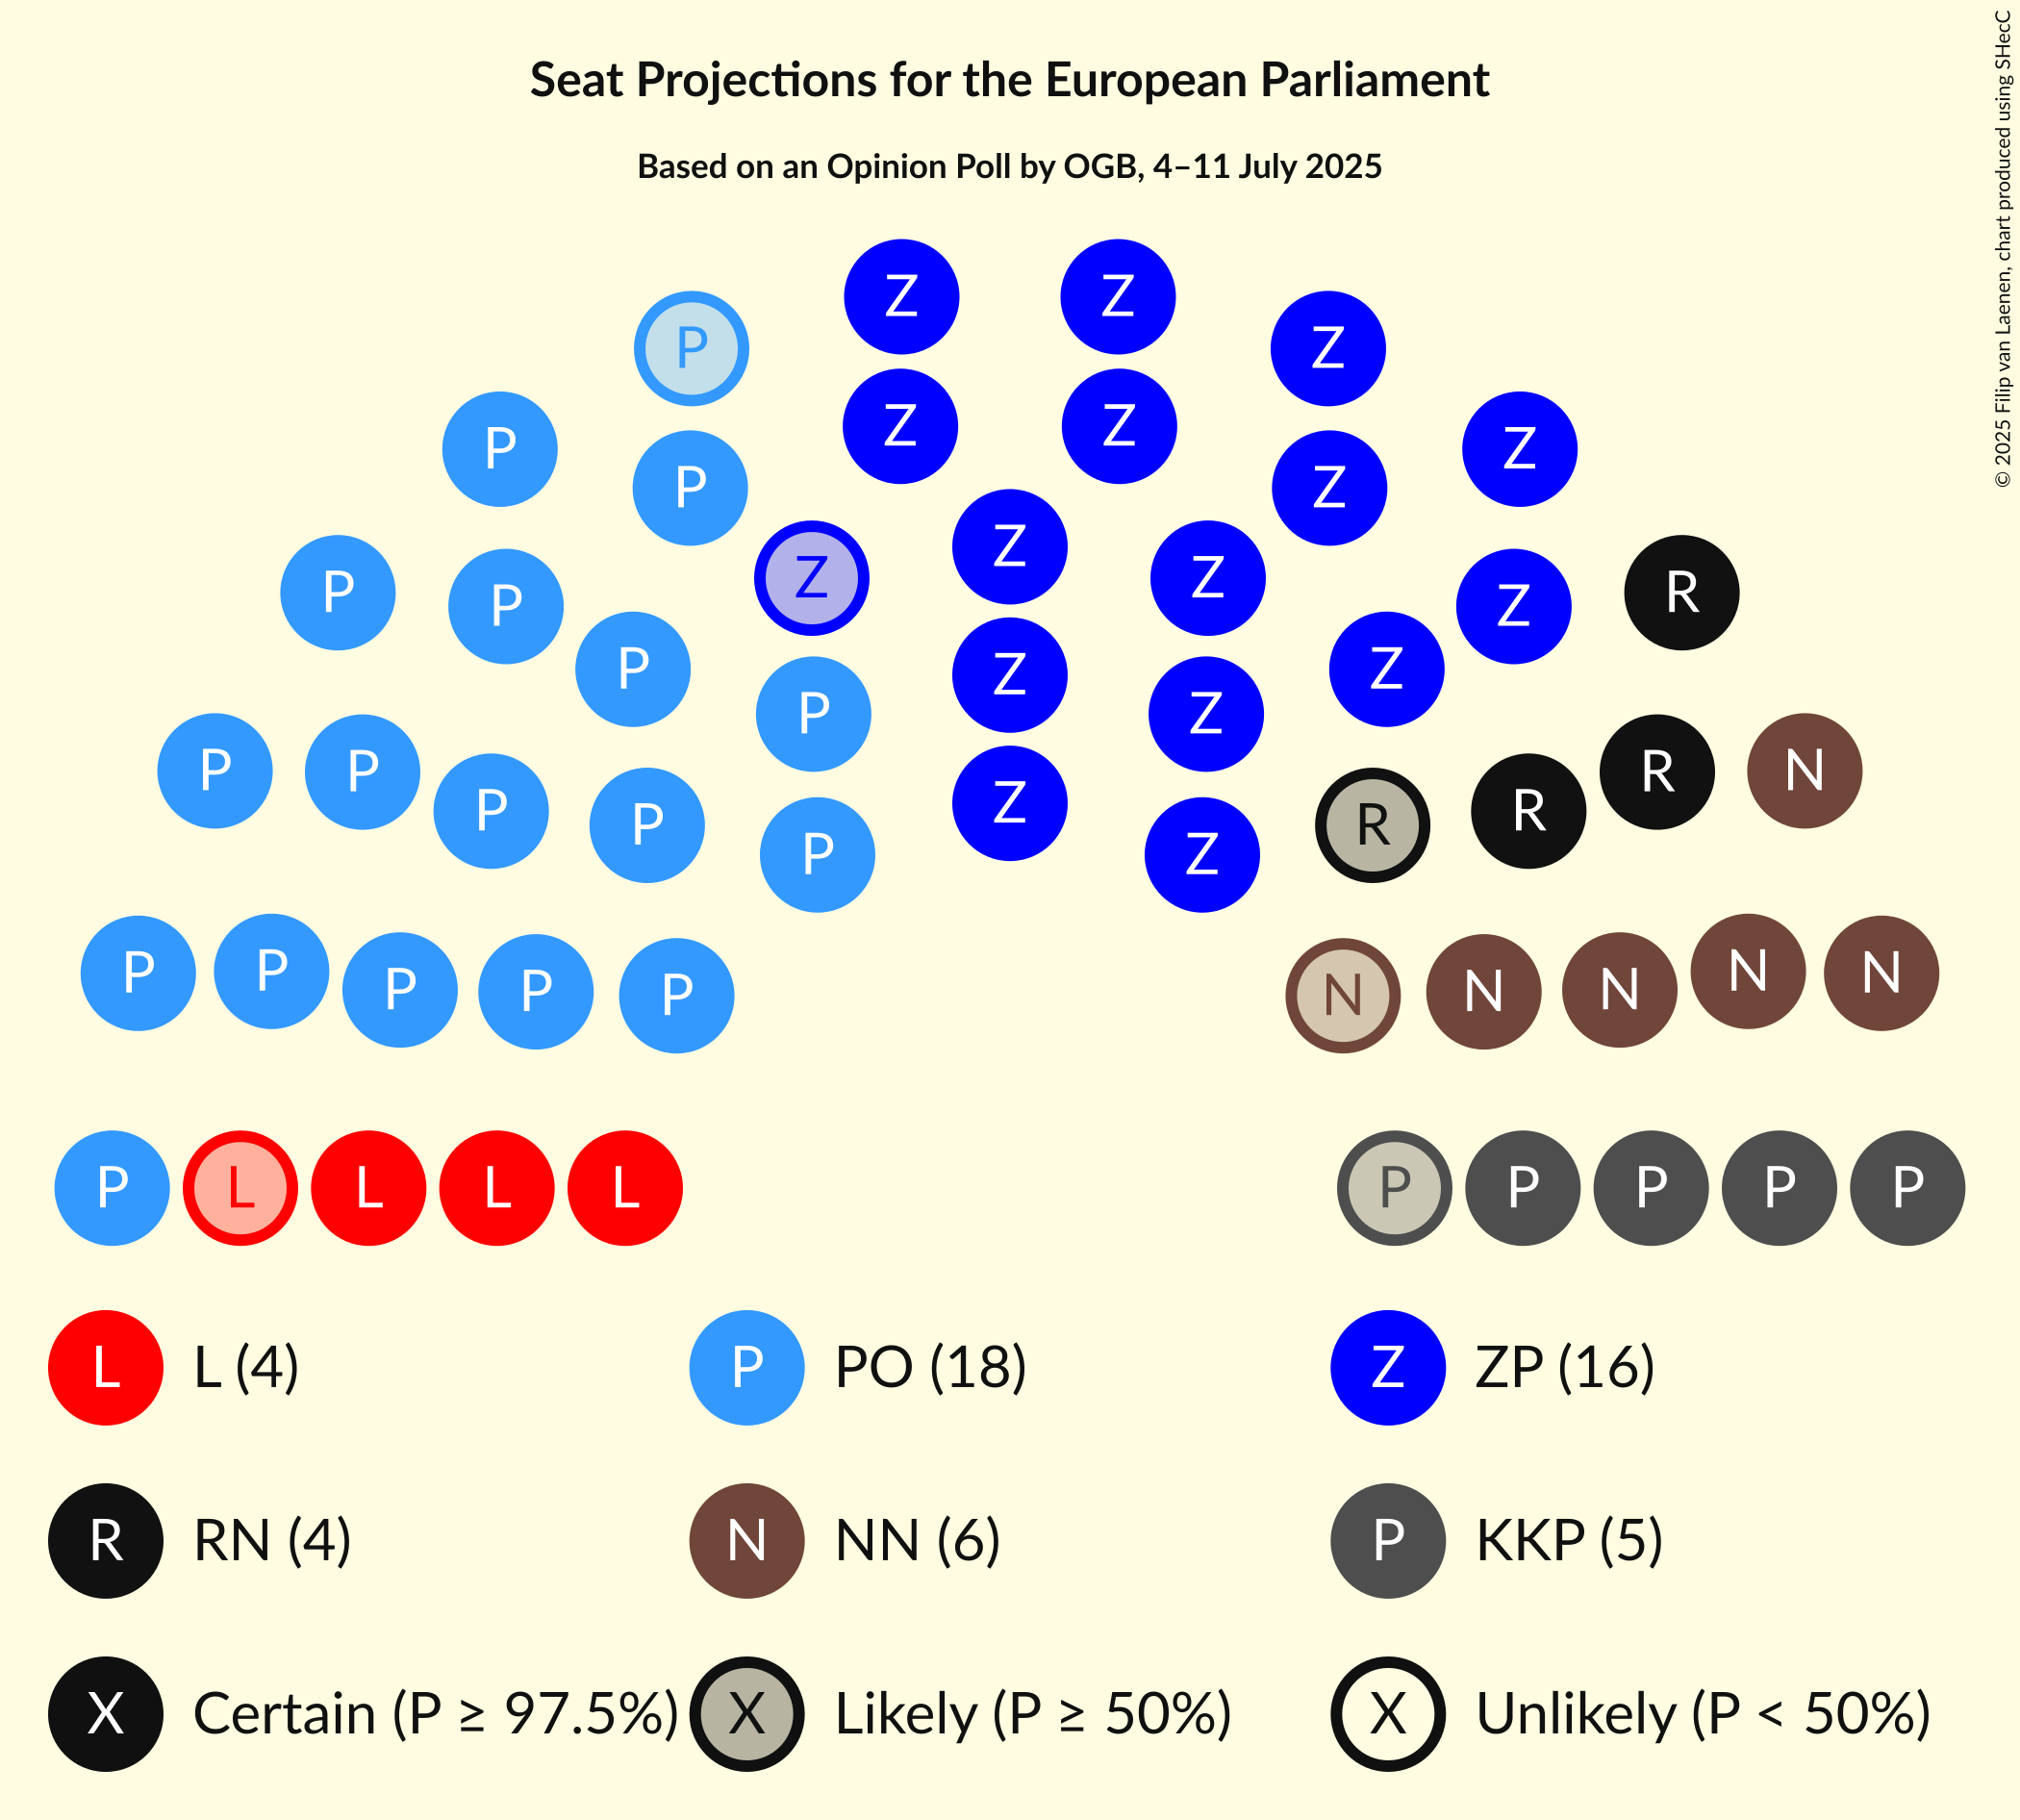 Seat Projections for the European Parliament
Based on an Opinion Poll by OGB, 4–11 July 2025
© 2025 Filip van Laenen, chart produced using SHecC
Z Z
P Z
Z Z
P Z
P Z
Z
Z Z
P R
P Z
P Z
Z
P Z
P N
P R
Z
P R
P R
P Z
P P P P P N N N N N
P L L L L P P P P P
L L (4) P PO (18) Z ZP (16)
R RN (4) N NN (6) P KKP (5)
X Certain (P ≥ 97.5%) X Likely (P ≥ 50%) X Unlikely (P < 50%)